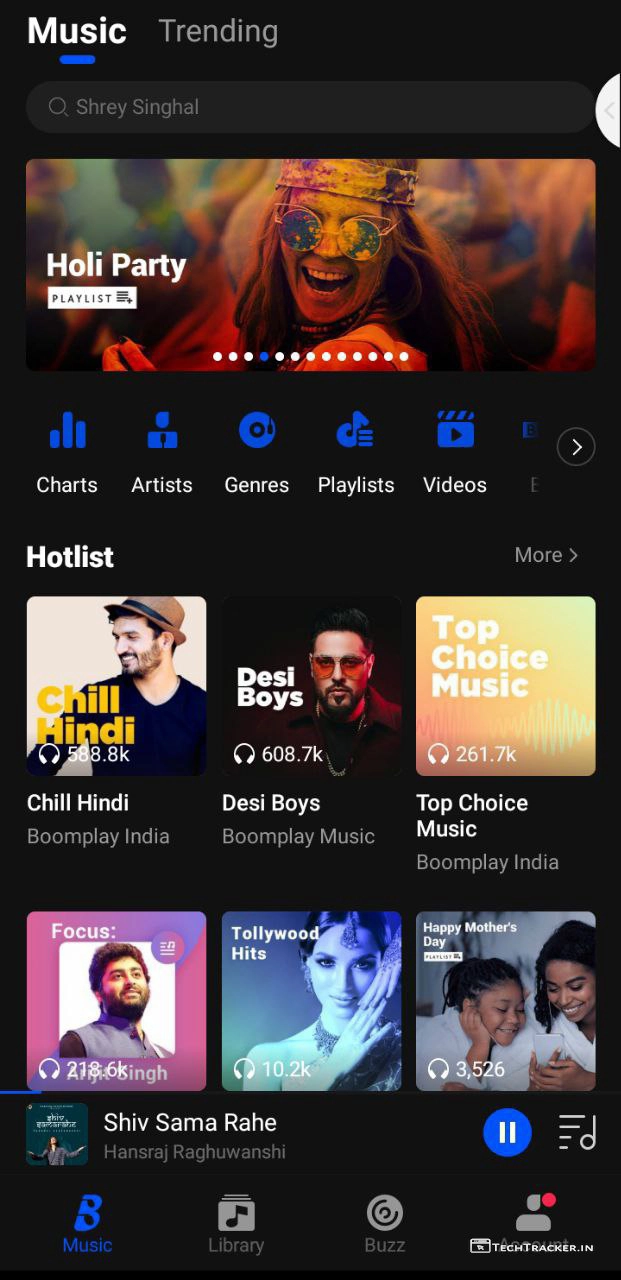 Music Trending
Shrey Singhal
Holi Party
PLAYLIST
Charts Artists Genres Playlists Videos
Hotlist More
Chill
Hindi
588.8k
Desi
Boys
608.7k
Top
Choice
Music
261.7k
Chill Hindi
Boomplay India
Desi Boys
Boomplay Music
Top Choice
Music
Boomplay India
Focus:
Arijit Singh
218.6k
Tollywood
Hits
10.2k
Happy Mother's
Day
PLAYLIST
3,526
shiv
samarahe
Shiv Sama Rahe
Hansraj Raghuwanshi
Music Library Buzz Account
TECHTRACKER.IN